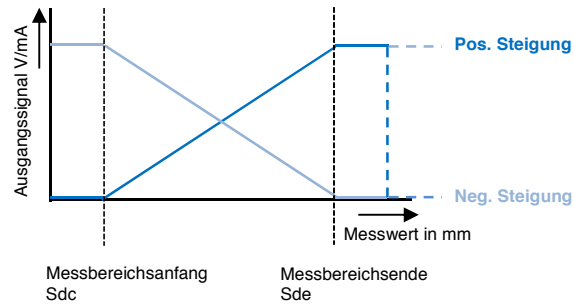 Ausgangssignal V/mA
Pos. Steigung
Neg. Steigung
Messwert in mm
Messbereichsanfang
Sdc
Messbereichsende
Sde